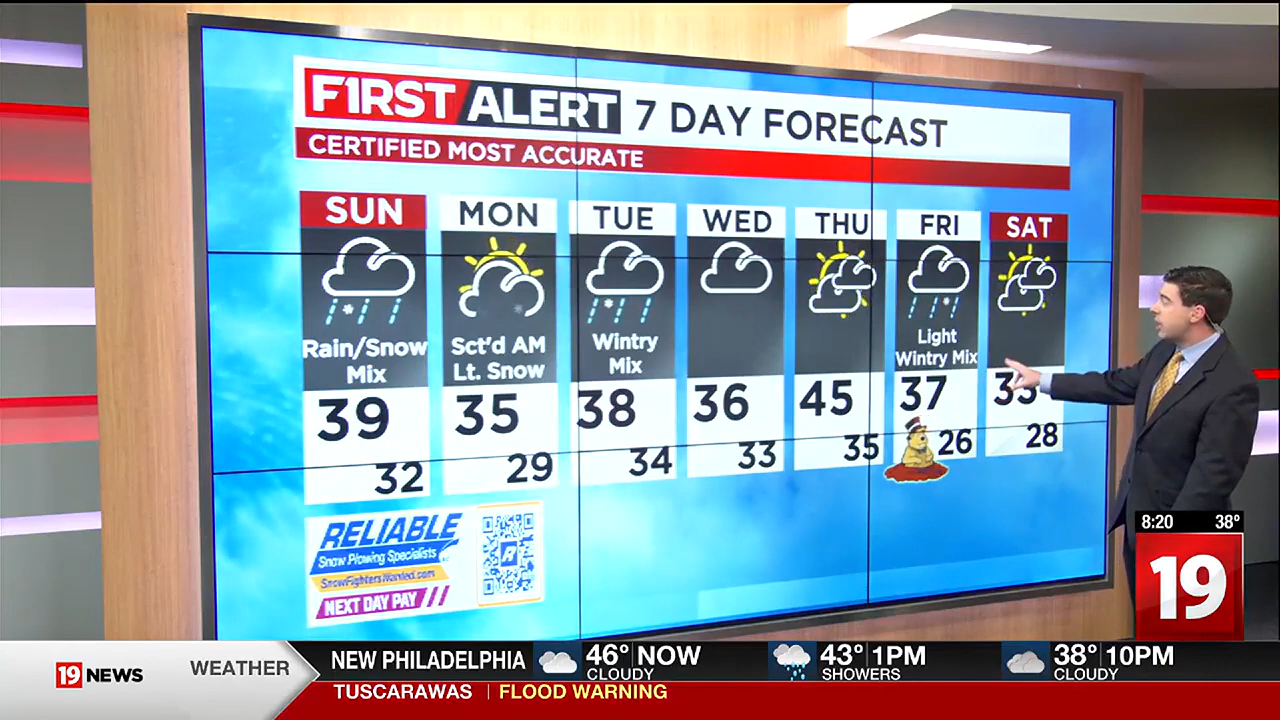 F1RST ALERT 7 DAY FORECAST
CERTIFIED MOST ACCURATE
SUN MON TUE WED THU FRI SAT
Rain/Snow Mix
Sct'd AM Lt. Snow
Wintry Mix
Light Wintry Mix
39 35 38 36 45 37
32 29 34 33 35 26 28
RELIABLE
Snow Plowing Specialists
SnowFightersWanted.com
NEXT DAY PAY
8:20 38°
19
19 NEWS WEATHER NEW PHILADELPHIA 46° NOW 43° 1PM 38° 10PM
CLOUDY SHOWERS CLOUDY
TUSCARAWAS FLOOD WARNING